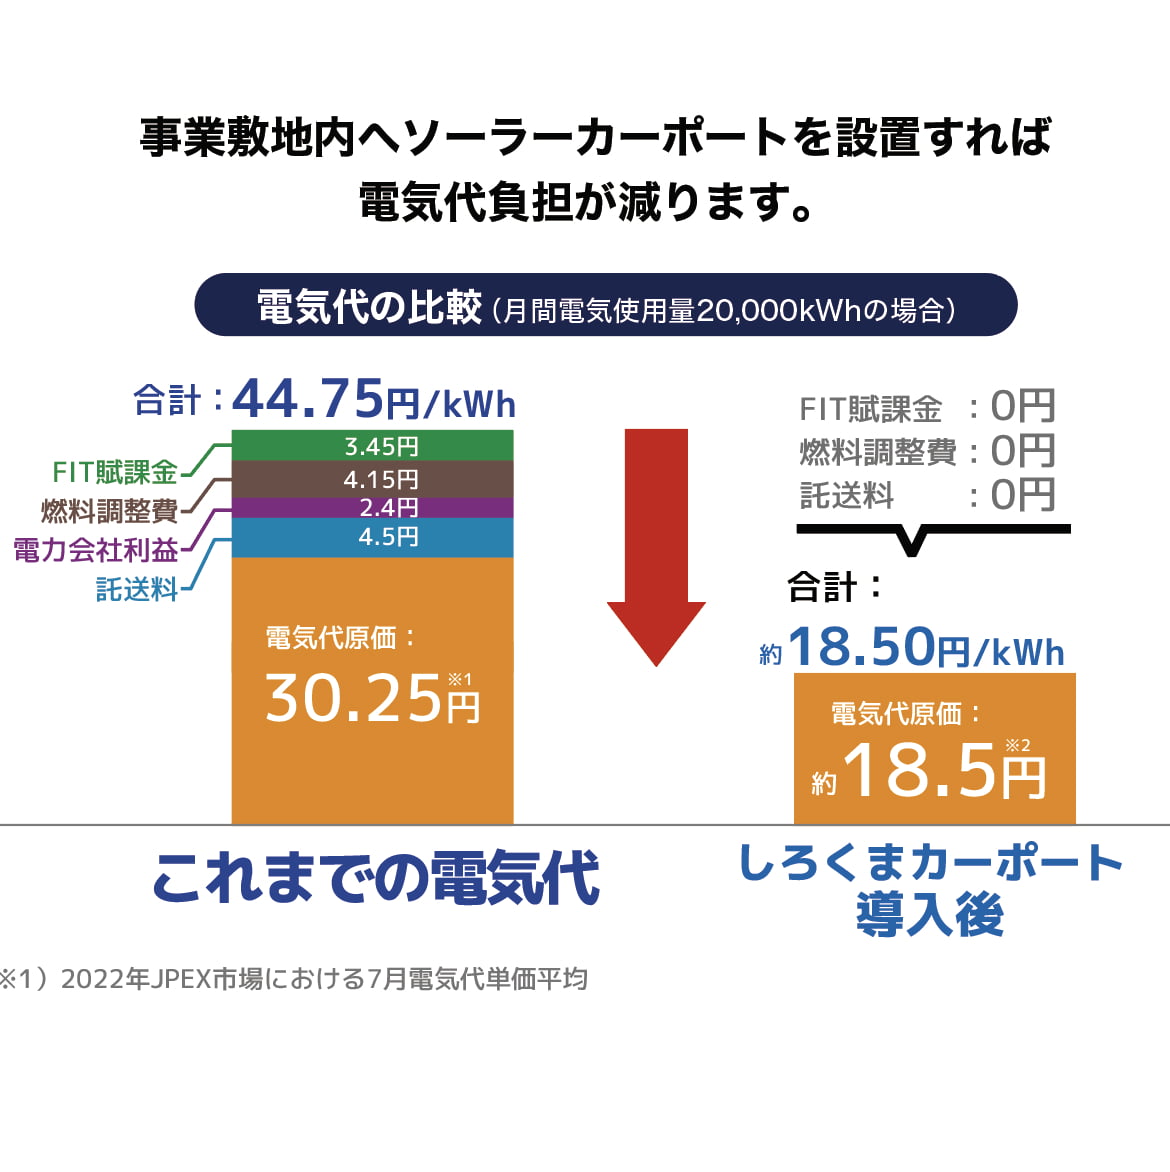 事業敷地内へソーラーカーポートを設置すれば
電気代負担が減ります。
電気代の比較（月間電気使用量20,000kWhの場合）
合計：44.75円/kWh
3.45円
4.15円
2.4円
4.5円
FIT賦課金
燃料調整費
電力会社利益
託送料
電気代原価：
30.25円※1
FIT賦課金：0円
燃料調整費：0円
託送料：0円
合計：
約18.50円/kWh
電気代原価：
約18.5円※2
これまでの電気代
しろくまカーポート
導入後
※1）2022年JPEX市場における7月電気代単価平均